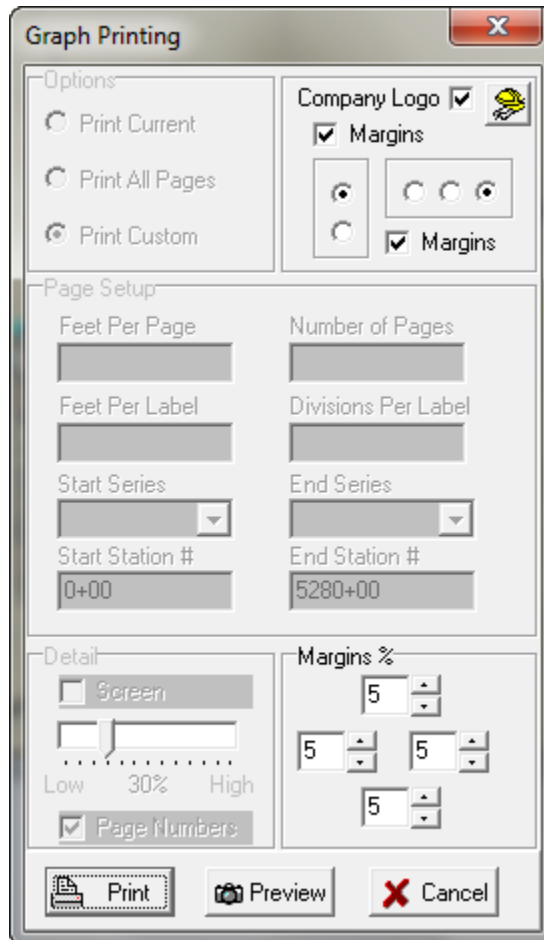 Graph Printing
Options
Print Current
Print All Pages
Print Custom
Company Logo
Margins
Margins
Page Setup
Feet Per Page Number of Pages
Feet Per Label Divisions Per Label
Start Series End Series
Start Station # End Station #
0+00 5280+00
Detail
Screen
Low 30% High
Page Numbers
Margins %
5
5 5
5
Print Preview Cancel